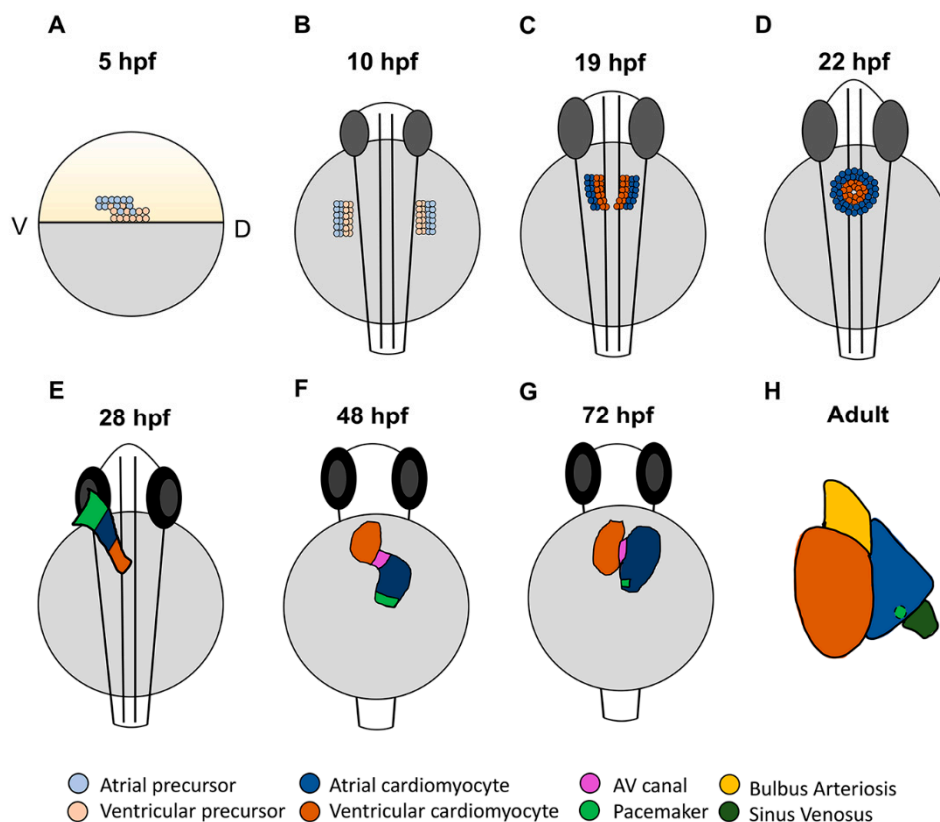 A
5 hpf
V
D
B
10 hpf
C
19 hpf
D
22 hpf
E
28 hpf
F
48 hpf
G
72 hpf
H
Adult
Atrial precursor
Atrial cardiomyocyte
AV canal
Bulbus Arteriosis
Ventricular precursor
Ventricular cardiomyocyte
Pacemaker
Sinus Venosus